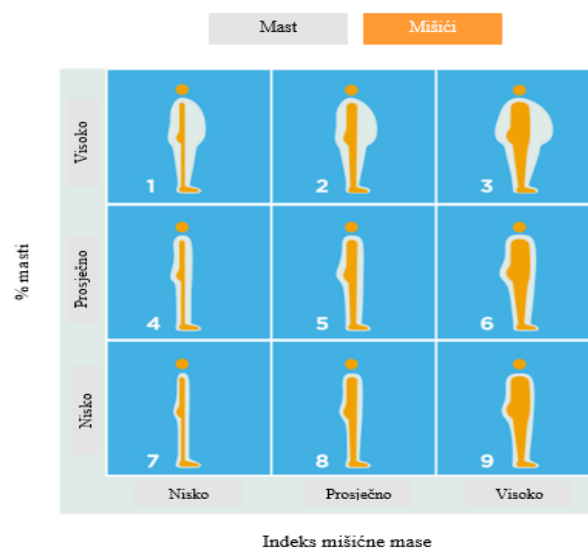 Mast
Mišići
% masti
Visoko
1
2
3
Prosječno
4
5
6
Nisko
7
8
9
Nisko
Prosječno
Visoko
Indeks mišićne mase